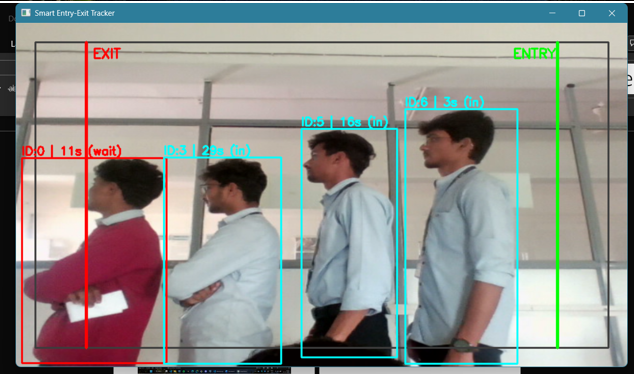 Smart Entry-Exit Tracker
EXIT
ENTRY
ID:6 | 3s (in)
ID:5 | 16s (in)
ID:0 | 11s (wait)
ID:3 | 29s (in)